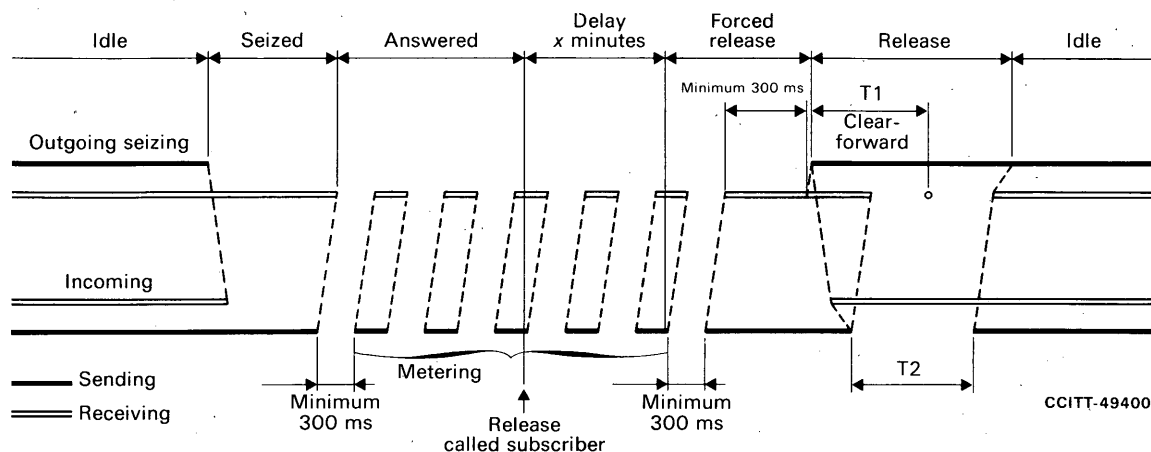 Idle
Seized
Answered
Delay
x minutes
Forced
release
Release
Idle
Minimum 300 ms
T1
Clear-
forward
Outgoing seizing
Incoming
Metering
T2
Sending
Receiving
Minimum
300 ms
Release
called subscriber
Minimum
300 ms
CCITT-49400